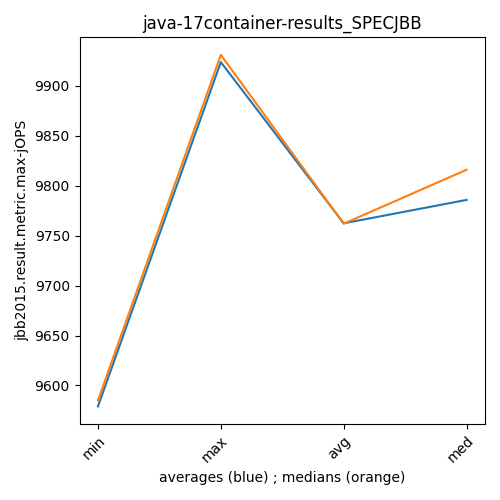 java-17container-results_SPECJBB
jbb2015.result.metric.max-jOPS
9900
9850
9800
9750
9700
9650
9600
min
max
avg
med
averages (blue) ; medians (orange)